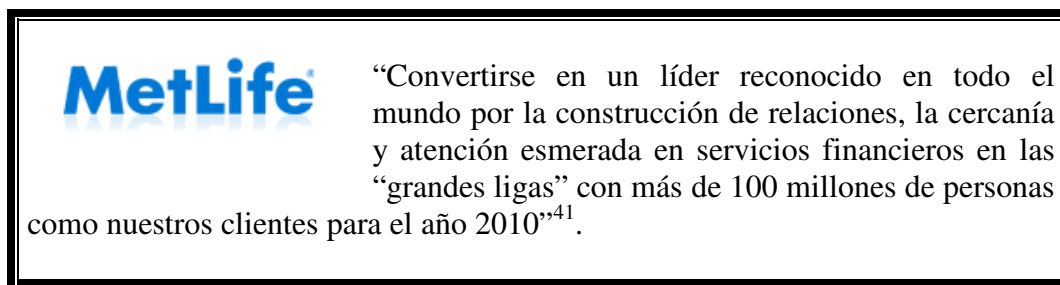 MetLife®
“Convertirse en un líder reconocido en todo el
mundo por la construcción de relaciones, la cercanía
y atención esmerada en servicios financieros en las
“grandes ligas” con más de 100 millones de personas
como nuestros clientes para el año 2010”⁴¹.